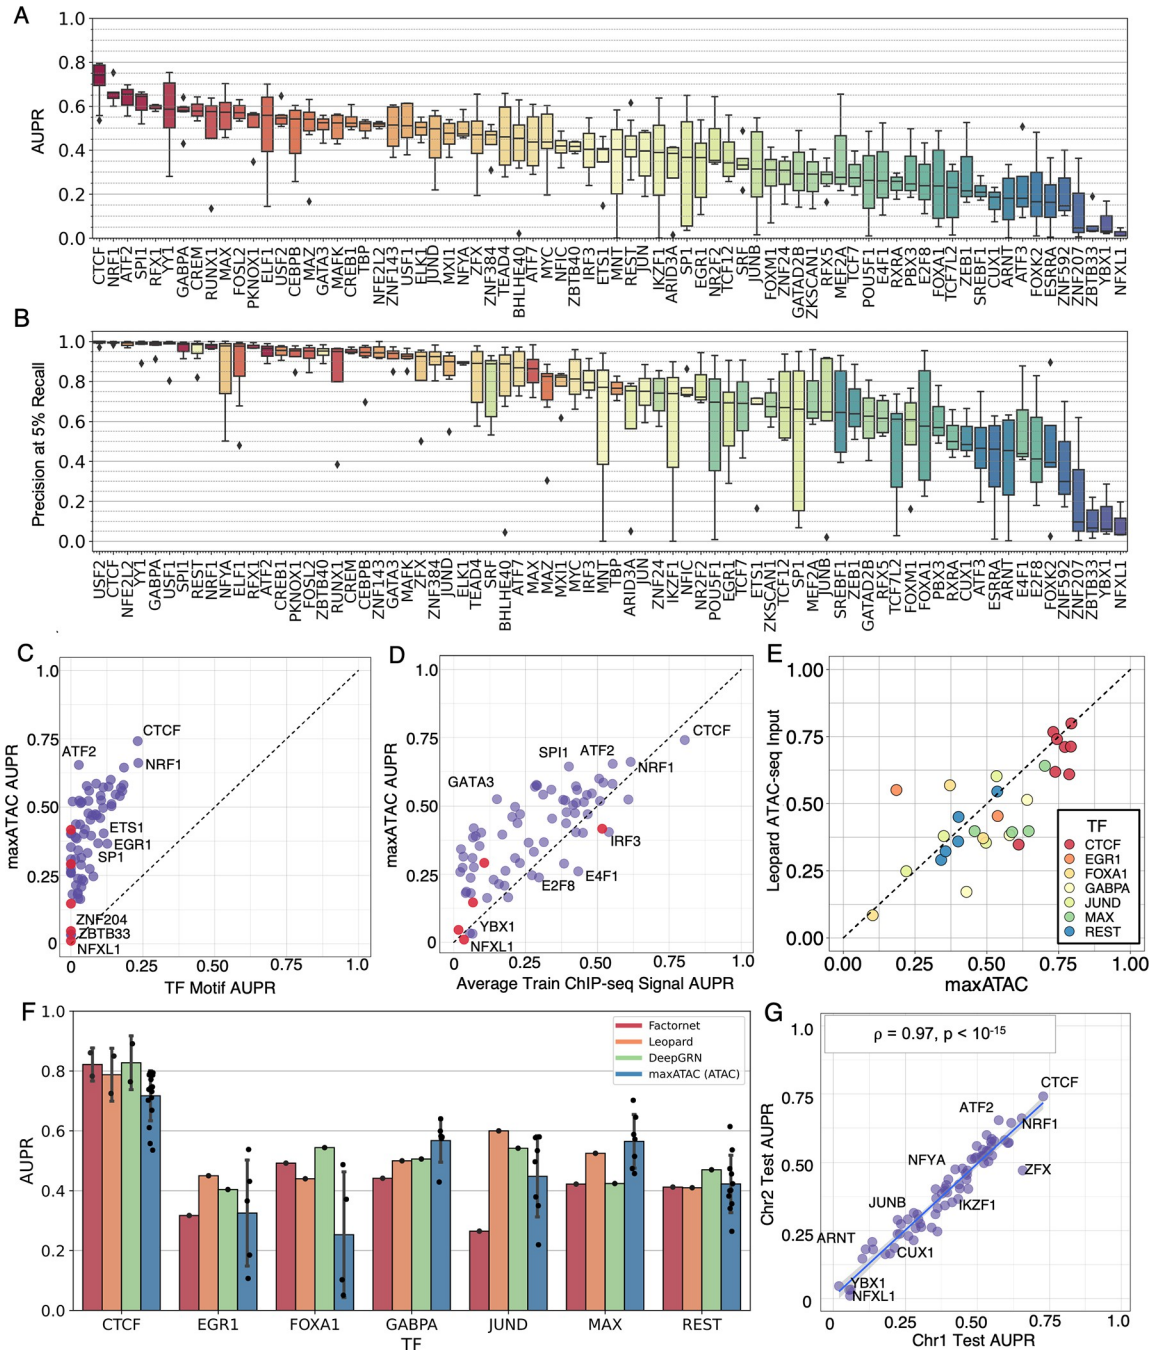 A
AUPR
1.0
0.8
0.6
0.4
0.2
0.0
CTCF
NRF1
ATF2
SPI1
RFX1
YY1
GABPA
CREM
RUNX1
MAX
FOSL2
PKNOX1
ELF1
USF2
CEBPB
MAZ
GATA3
MAFK
CREB1
TBP
NFE2L2
ZNF143
USF1
ELK1
JUND
MXI1
NFYA
TEAD4
BHLHE40
ATF7
MYC
NFIC
ZBTB40
IRF3
ETS1
MNT
REST
JUN
IKZF1
ARID3A
SP1
EGR1
NR2F2
TCF12
SRF
JUNB
FOXM1
ZNF24
GATAD2B
ZKSCAN1
RFX5
MEF2A
TCF7
POU5F1
E4F1
RXRA
PBX3
E2F8
FOXA1
TCF7L2
ZEB1
SREBF1
CUX1
ARNT
ATF3
FOXK2
ESRRA
ZNF592
ZNF207
ZBTB33
YBX1
NFXL1
B
Precision at 5% Recall
1.0
0.8
0.6
0.4
0.2
0.0
USF2
CTCF
NFE2L2
YY1
GABPA
USF1
SPI1
REST
NRF1
NFYA
ELF1
RFX1
ATF2
CREB1
PKNOX1
FOSL2
ZBTB40
RUNX1
CREM
CEBPB
ZNF143
GATA3
MAFK
ZNF384
JUND
ELK1
TEAD4
SRF
BHLHE40
ATF7
MAX
MAZ
MXI1
MYC
IRF3
MNT
TBP
ARID3A
JUN
ZNF24
IKZF1
NFIC
NR2F2
POU5F1
EGR1
TCF7
ETS1
ZKSCAN1
TCF12
SP1
MEF2A
JUNB
SREBF1
ZEB1
GATAD2B
RFX5
TCF7L2
FOXM1
FOXA1
PBX3
RXRA
CUX1
ATF3
ESRRA
ARNT
E4F1
E2F8
FOXK2
ZNF592
ZNF207
ZBTB33
YBX1
NFXL1
C
maxATAC AUPR
1.0
0.75
0.50
0.25
0
CTCF
ATF2
NRF1
ETS1
EGR1
SP1
ZNF204
ZBTB33
NFXL1
0 0.25 0.50 0.75 1.0
TF Motif AUPR
D
maxATAC AUPR
1.0
0.75
0.50
0.25
0
CTCF
SPI1 ATF2
NRF1
GATA3
IRF3
E4F1
E2F8
YBX1
NFXL1
0 0.25 0.50 0.75 1.0
Average Train ChIP-seq Signal AUPR
E
Leopard ATAC-seq Input
1.00
0.75
0.50
0.25
0.00
TF
CTCF
EGR1
FOXA1
GABPA
JUND
MAX
REST
0.00 0.25 0.50 0.75 1.00
maxATAC
F
AUPR
1.0
0.8
0.6
0.4
0.2
0.0
Factornet
Leopard
DeepGRN
maxATAC (ATAC)
CTCF EGR1 FOXA1 GABPA JUND MAX REST
TF
G
Chr2 Test AUPR
ρ = 0.97, p < 10-15
1.0
0.75
0.50
0.25
0
CTCF
ATF2
NRF1
NFYA
ZFX
JUNB
IKZF1
ARNT
CUX1
YBX1
NFXL1
0 0.25 0.50 0.75 1.0
Chr1 Test AUPR